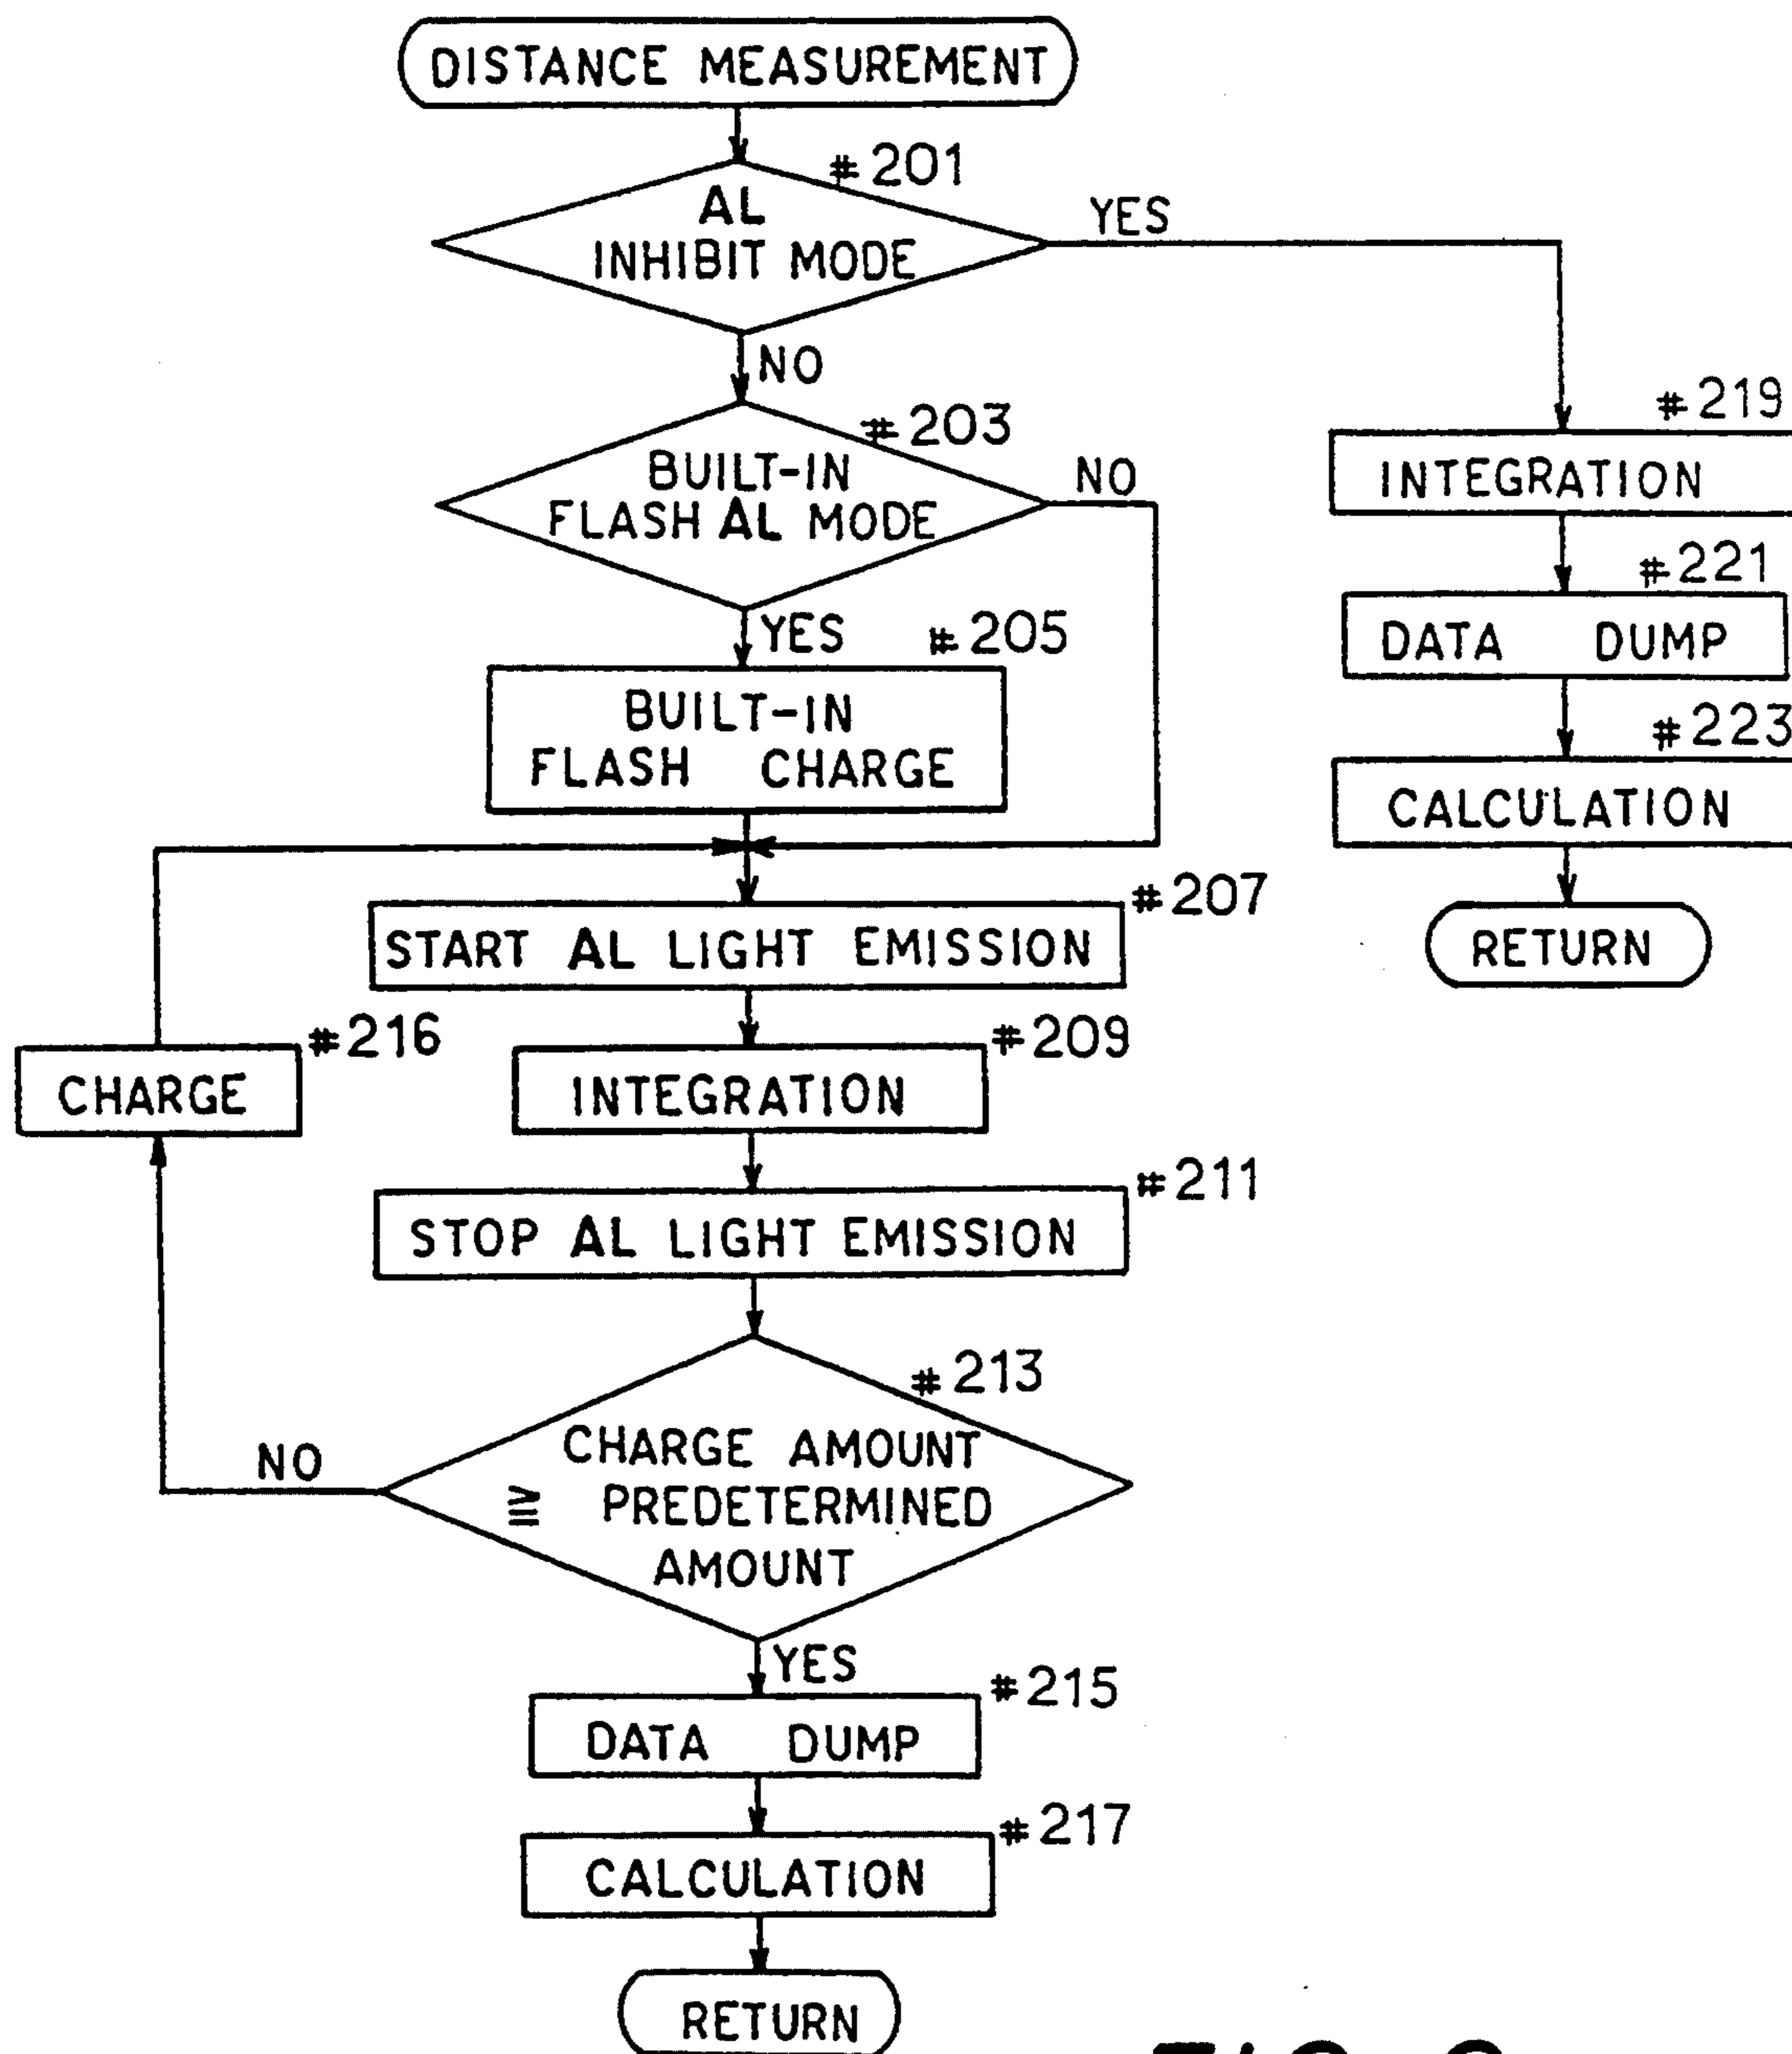 DISTANCE MEASUREMENT
#201
AL
INHIBIT MODE
YES
NO
#203
BUILT-IN
FLASH AL MODE
NO
YES
#205
BUILT-IN
FLASH CHARGE
#207
START AL LIGHT EMISSION
#216
CHARGE
#209
INTEGRATION
#211
STOP AL LIGHT EMISSION
#213
CHARGE AMOUNT
≧ PREDETERMINED
AMOUNT
NO
YES
#215
DATA DUMP
#217
CALCULATION
RETURN
#219
INTEGRATION
#221
DATA DUMP
#223
CALCULATION
RETURN